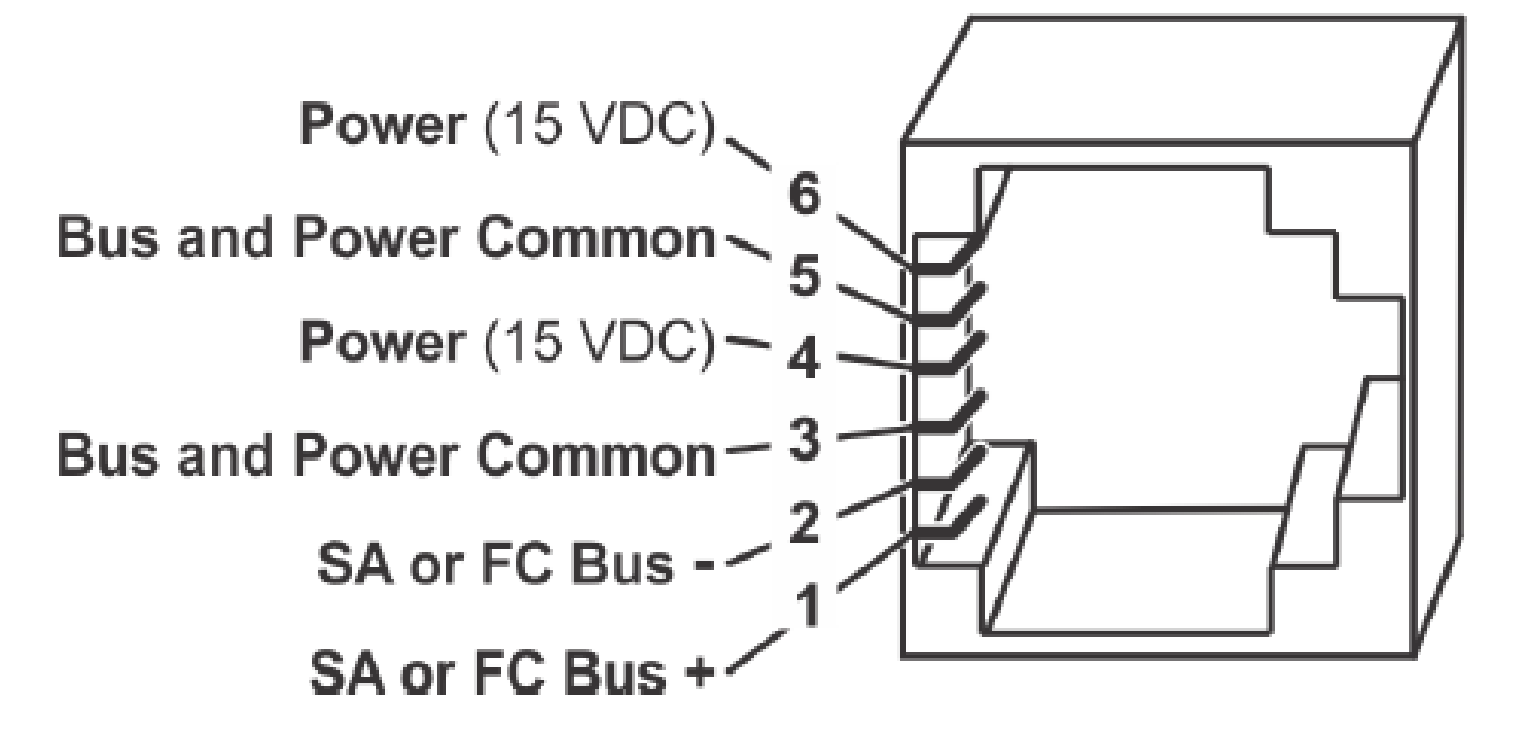 Power (15 VDC)
6
Bus and Power Common
5
Power (15 VDC)
4
Bus and Power Common
3
SA or FC Bus -
2
SA or FC Bus +
1